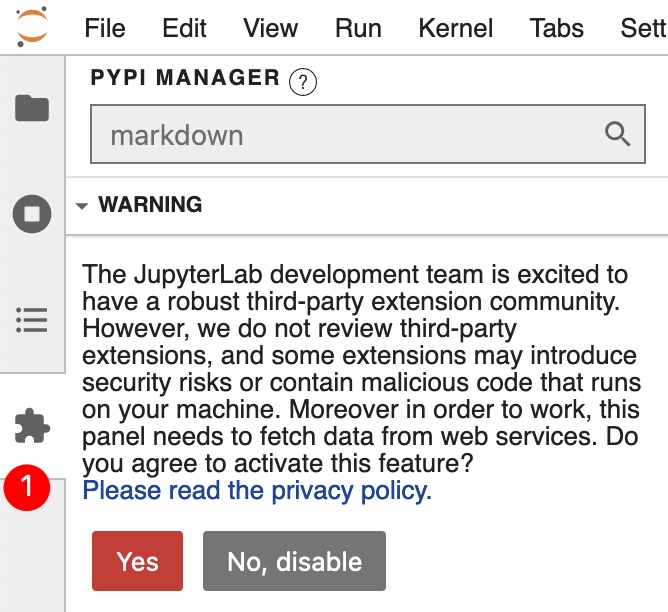 File Edit View Run Kernel Tabs Sett
PYPI MANAGER ?
markdown
WARNING
The JupyterLab development team is excited to
have a robust third-party extension community.
However, we do not review third-party
extensions, and some extensions may introduce
security risks or contain malicious code that runs
on your machine. Moreover in order to work, this
panel needs to fetch data from web services. Do
you agree to activate this feature?
Please read the privacy policy.
1
Yes No, disable